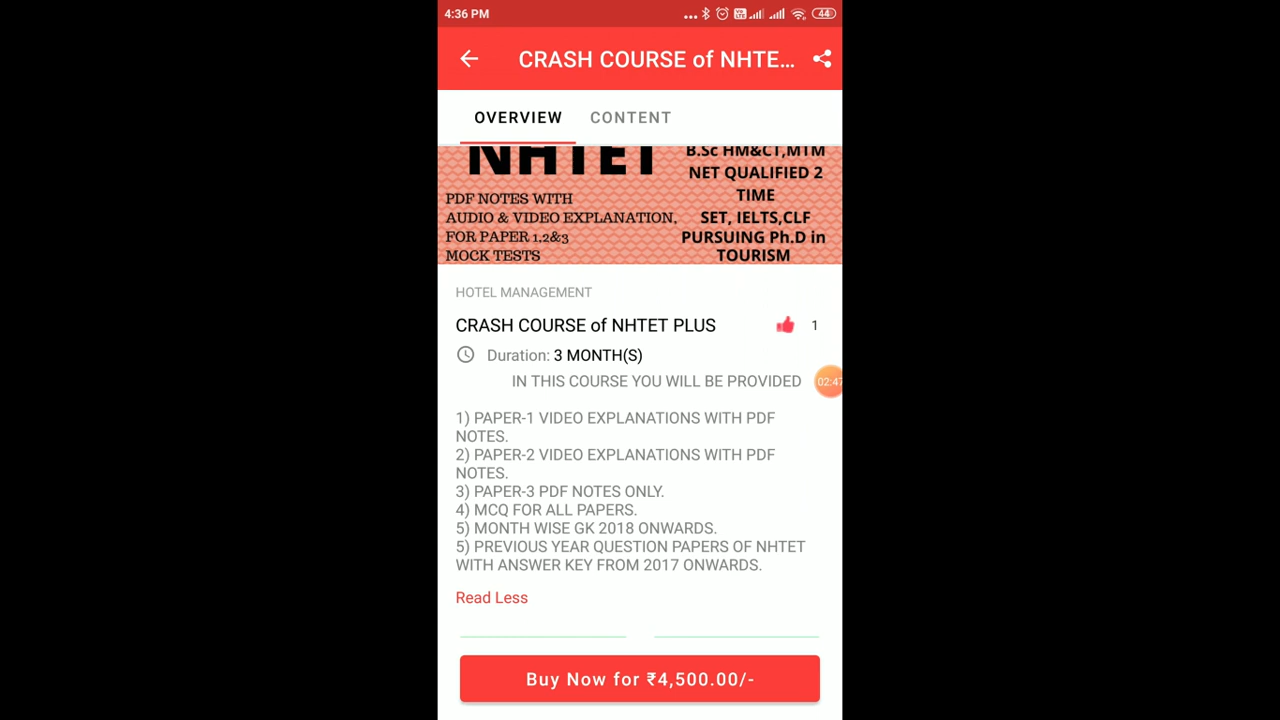 4:36 PM
44
CRASH COURSE of NHTE...
OVERVIEW
CONTENT
NHTET
PDF NOTES WITH
AUDIO & VIDEO EXPLANATION,
FOR PAPER 1,2&3
MOCK TESTS
B.Sc HM&CT,MTM
NET QUALIFIED 2
TIME
SET, IELTS,CLF
PURSUING Ph.D in
TOURISM
HOTEL MANAGEMENT
CRASH COURSE of NHTET PLUS
1
Duration: 3 MONTH(S)
IN THIS COURSE YOU WILL BE PROVIDED
02:47
1) PAPER-1 VIDEO EXPLANATIONS WITH PDF
NOTES.
2) PAPER-2 VIDEO EXPLANATIONS WITH PDF
NOTES.
3) PAPER-3 PDF NOTES ONLY.
4) MCQ FOR ALL PAPERS.
5) MONTH WISE GK 2018 ONWARDS.
5) PREVIOUS YEAR QUESTION PAPERS OF NHTET
WITH ANSWER KEY FROM 2017 ONWARDS.
Read Less
Buy Now for ₹4,500.00/-